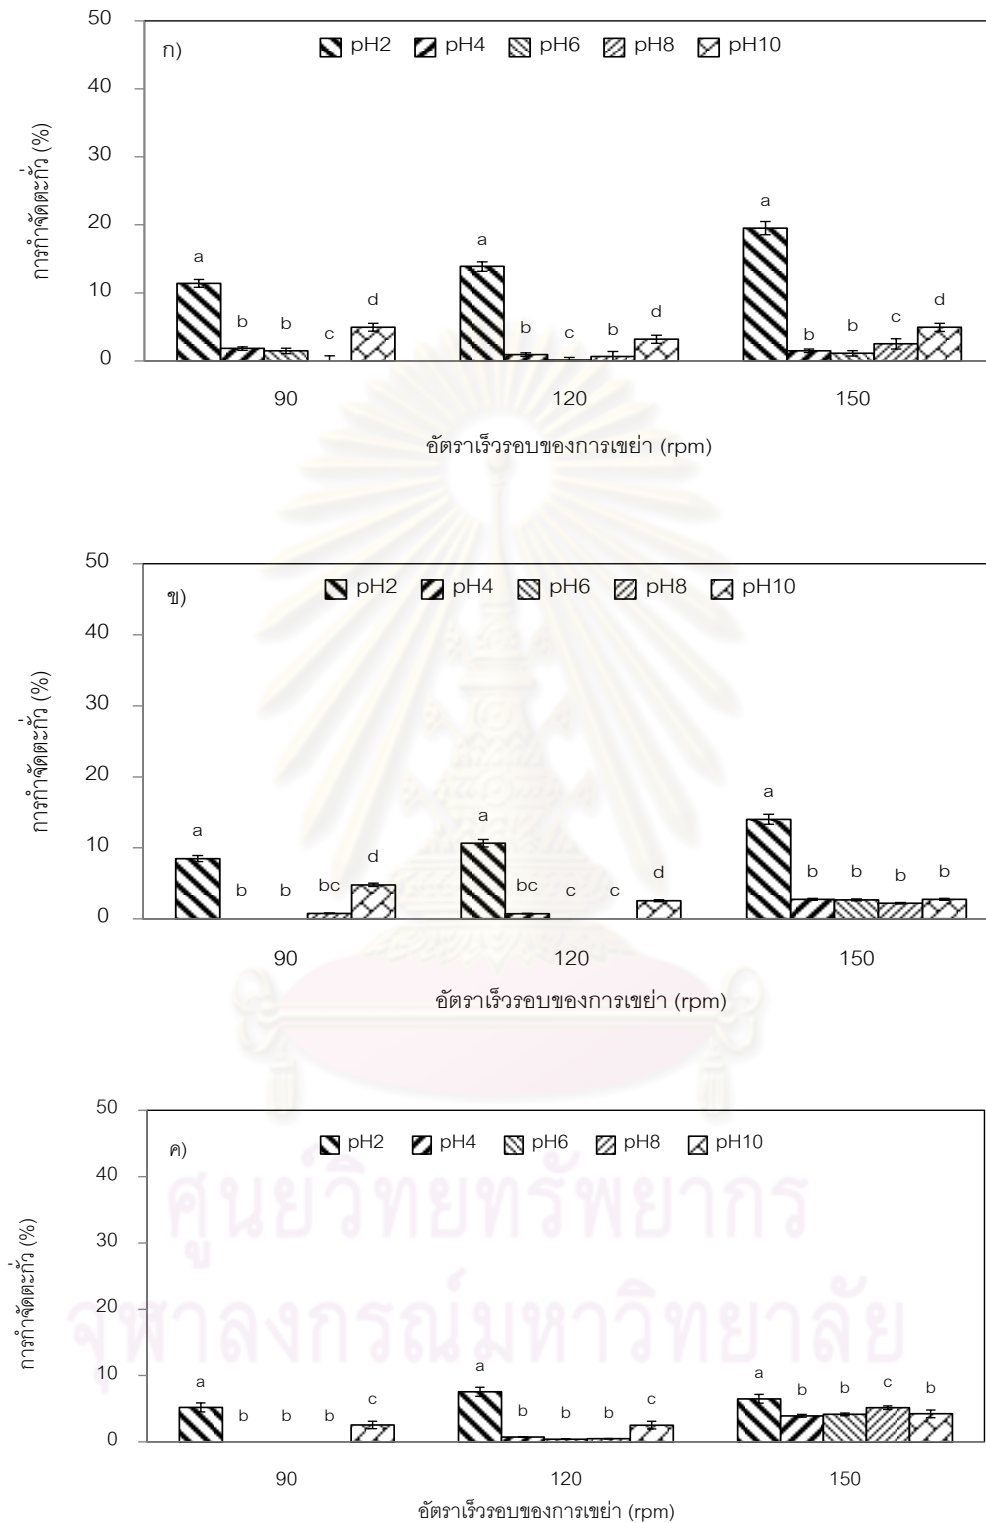 50
ก) pH2 pH4 pH6 pH8 pH10
40
30
20
10
0
การกำจัดตะกั่ว (%)
a b b c d a b c b d a b b c d
90 120 150
อัตราเร็วรอบของการเขย่า (rpm)
50
ข) pH2 pH4 pH6 pH8 pH10
40
30
20
10
0
การกำจัดตะกั่ว (%)
a b b bc d a bc c c d a b b b b
90 120 150
อัตราเร็วรอบของการเขย่า (rpm)
50
ค) pH2 pH4 pH6 pH8 pH10
40
30
20
10
0
การกำจัดตะกั่ว (%)
a b b b c a b b b c a b b c b
90 120 150
อัตราเร็วรอบของการเขย่า (rpm)
ศูนย์วิทยทรัพยากร
จุฬาลงกรณ์มหาวิทยาลัย